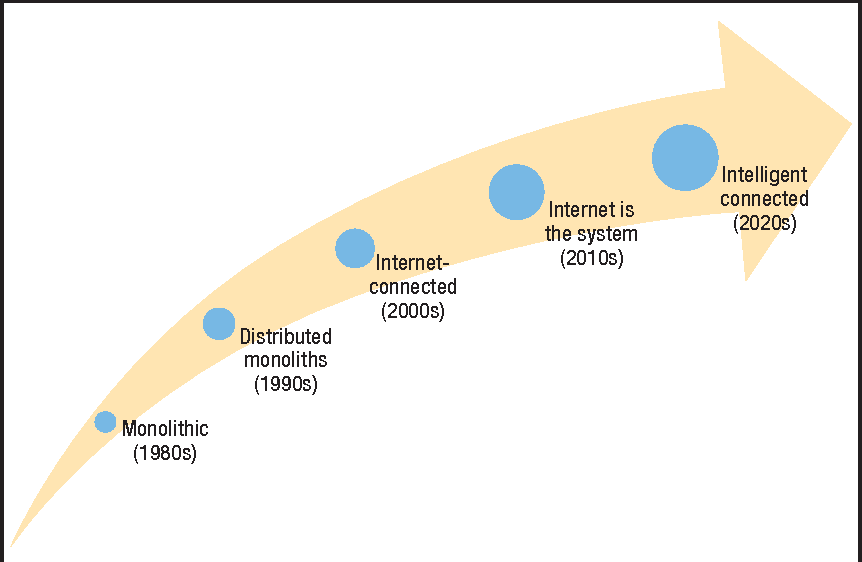 Monolithic
(1980s)
Distributed
monoliths
(1990s)
Internet-
connected
(2000s)
Internet is
the system
(2010s)
Intelligent
connected
(2020s)